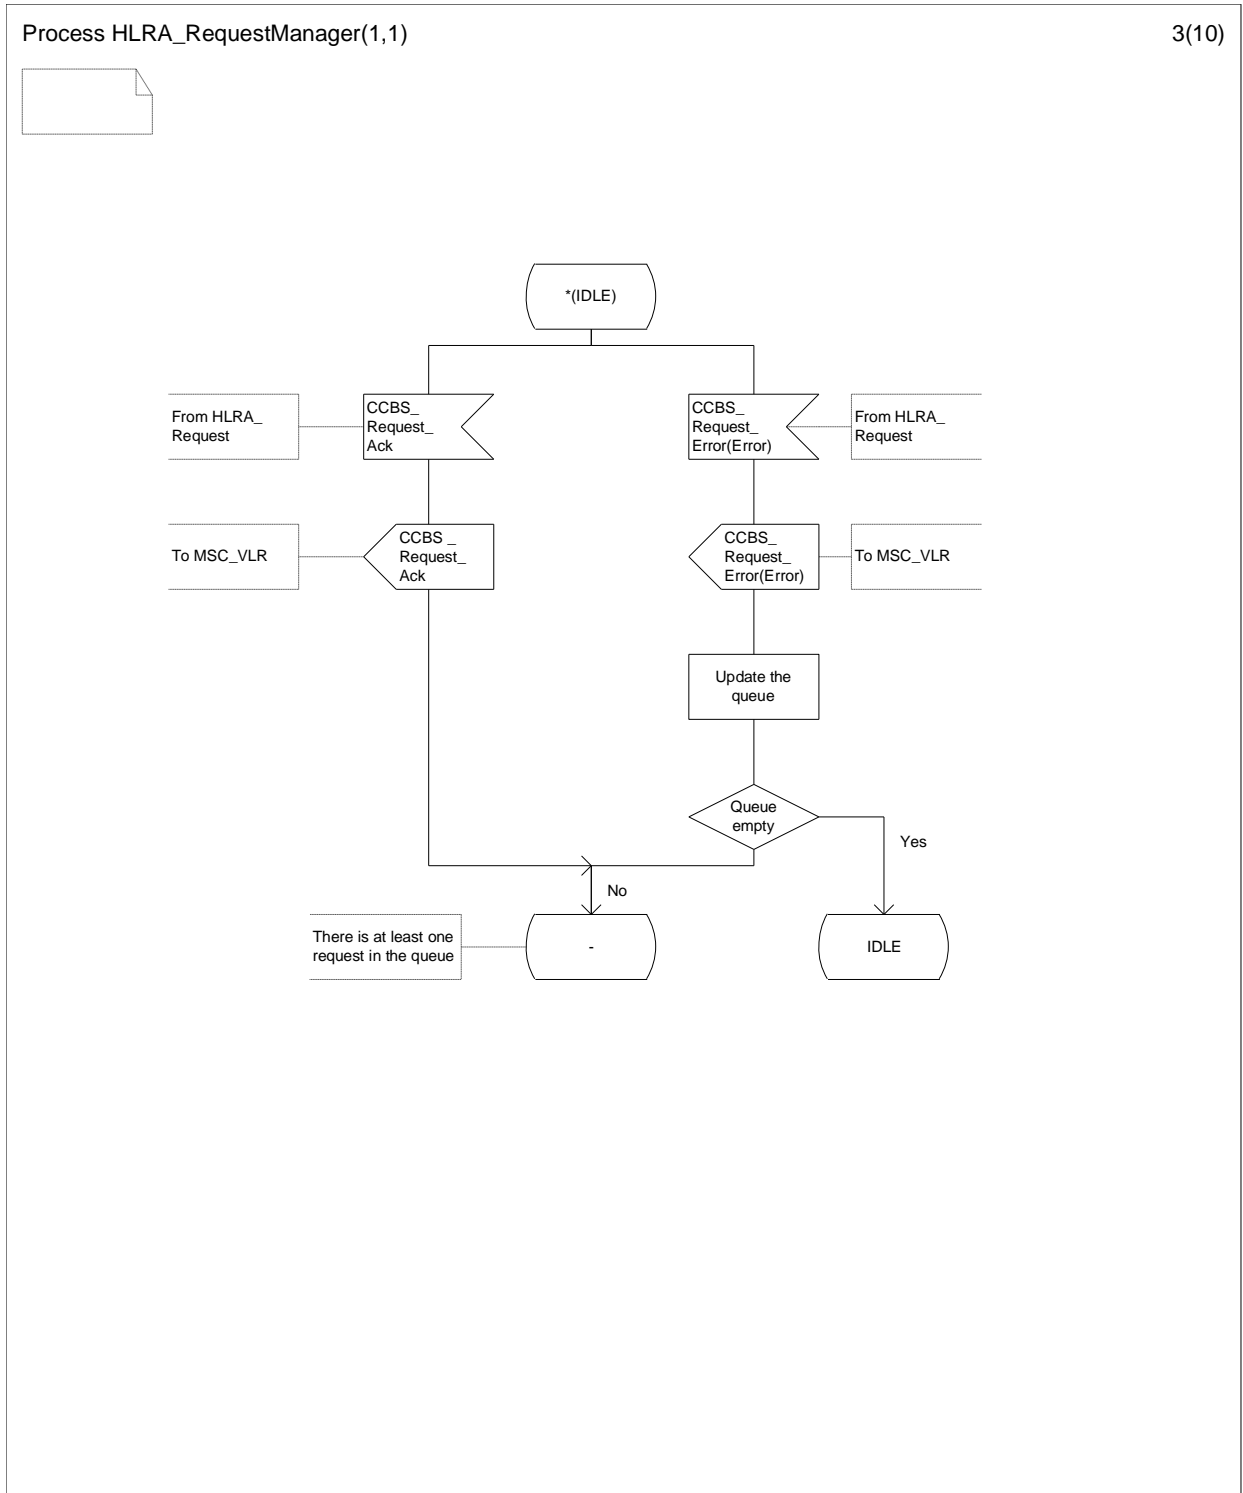 Process HLRA_RequestManager(1,1)
3(10)
*(IDLE)
From HLRA_
Request
CCBS_
Request_
Ack
CCBS_
Request_
Error(Error)
From HLRA_
Request
To MSC_VLR
CCBS _
Request_
Ack
CCBS_
Request_
Error(Error)
To MSC_VLR
Update the
queue
Queue
empty
Yes
No
There is at least one
request in the queue
-
IDLE